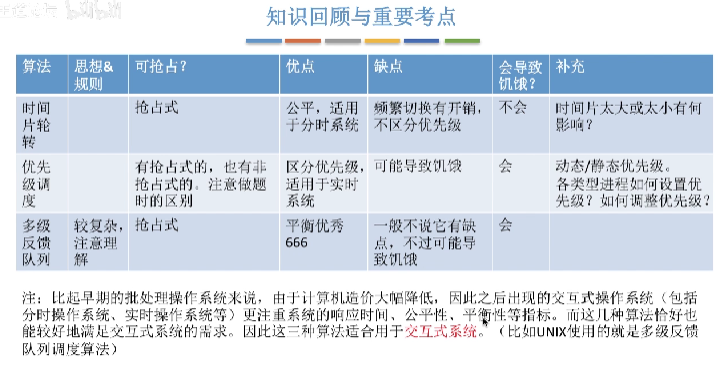 知识回顾与重要考点
算法 思想& 可抢占? 优点 缺点 会导致 补充
规则 饥饿?
时间 抢占式 公平，适用 频繁切换有开销， 不会 时间片太大或太小有何
片轮 于分时系统 不区分优先级 影响?
转
优先 有抢占式的，也有非 区分优先级， 可能导致饥饿 会 动态/静态优先级。
级调 抢占式的。注意做题 适用于实时 各类型进程如何设置优
度 时的区别 系统 先级？如何调整优先级?
多级 较复杂， 抢占式 平衡优秀 一般不说它有缺 会
反馈 注意理 666 点，不过可能导
队列 解 致饥饿
注：比起早期的批处理操作系统来说，由于计算机造价大幅降低，因此之后出现的交互式操作系统（包括
分时操作系统、实时操作系统等）更注重系统的响应时间、公平性、平衡性等指标。而这几种算法恰好也
能较好地满足交互式系统的需求。因此这三种算法适合用于交互式系统。（比如UNIX使用的就是多级反馈
队列调度算法）